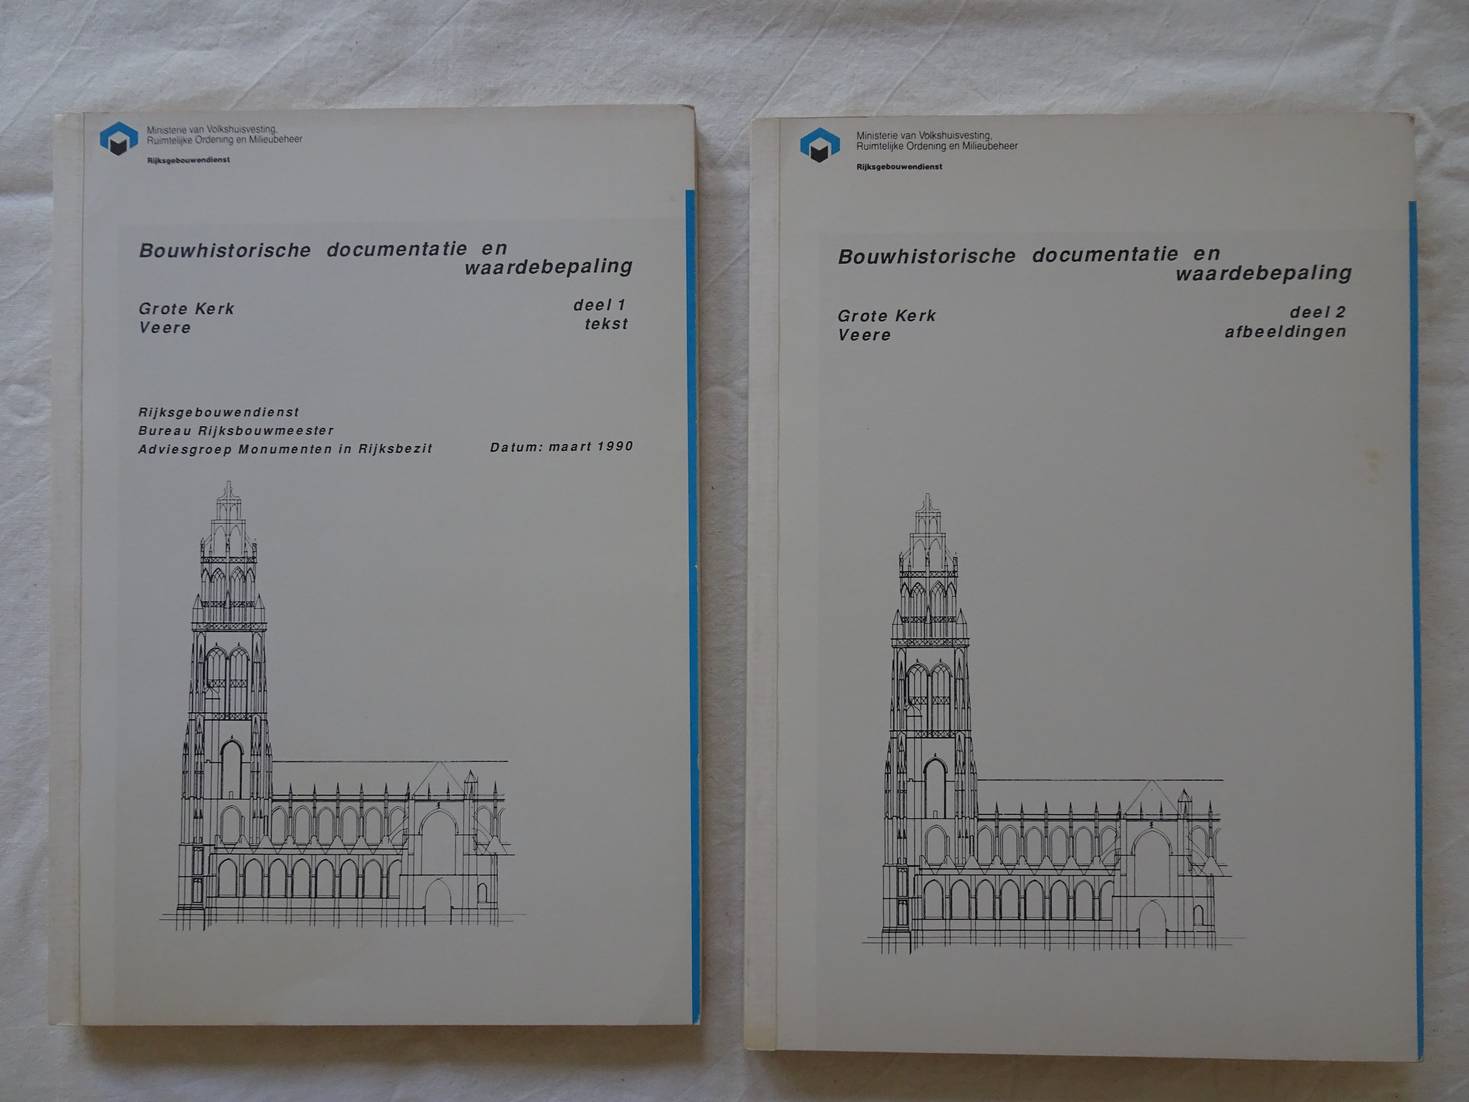 Ministerie van Volkshuisvesting,
Ruimtelijke Ordening en Milieubeheer
Rijksgebouwendienst
Bouwhistorische documentatie en
waardebepaling
Grote Kerk
Veere
deel 1
tekst
Rijksgebouwendienst
Bureau Rijksbouwmeester
Adviesgroep Monumenten in Rijksbezit
Datum: maart 1990
Ministerie van Volkshuisvesting,
Ruimtelijke Ordening en Milieubeheer
Rijksgebouwendienst
Bouwhistorische documentatie en
waardebepaling
Grote Kerk
Veere
deel 2
afbeeldingen